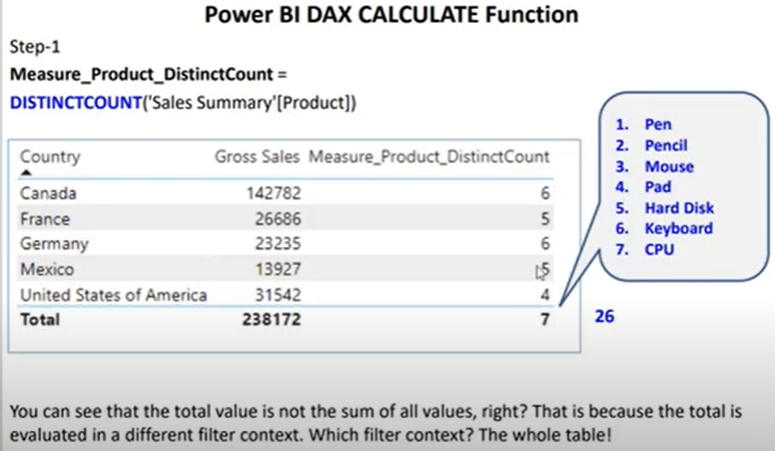 Power BI DAX CALCULATE Function
Step-1
Measure_Product_DistinctCount =
DISTINCTCOUNT('Sales Summary'[Product])
Country Gross Sales Measure_Product_DistinctCount
Canada 142782 6
France 26686 5
Germany 23235 6
Mexico 13927 5
United States of America 31542 4
Total 238172 7
1. Pen
2. Pencil
3. Mouse
4. Pad
5. Hard Disk
6. Keyboard
7. CPU
26
You can see that the total value is not the sum of all values, right? That is because the total is
evaluated in a different filter context. Which filter context? The whole table!